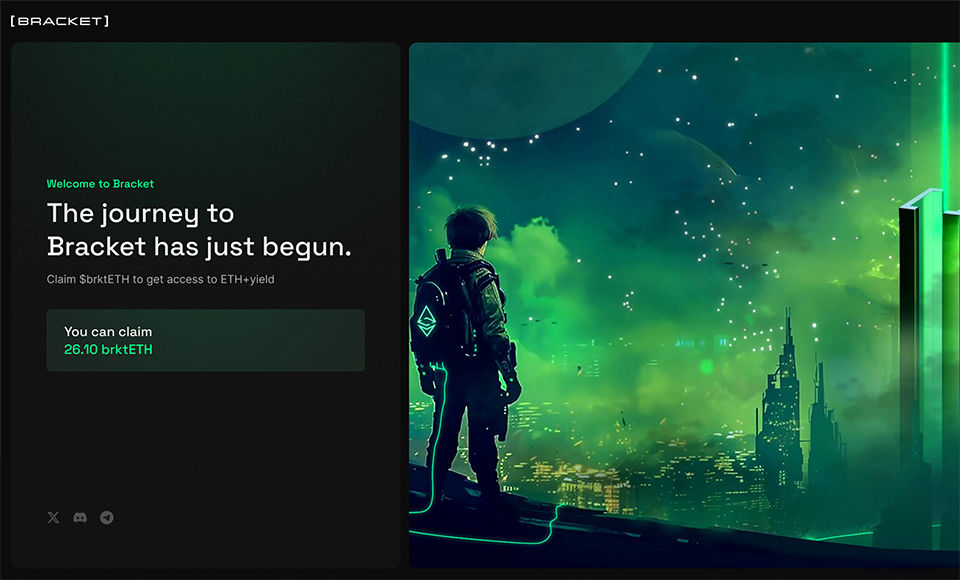 [BRACKET]
Welcome to Bracket
The journey to
Bracket has just begun.
Claim $brktETH to get access to ETH+yield
You can claim
26.10 brktETH